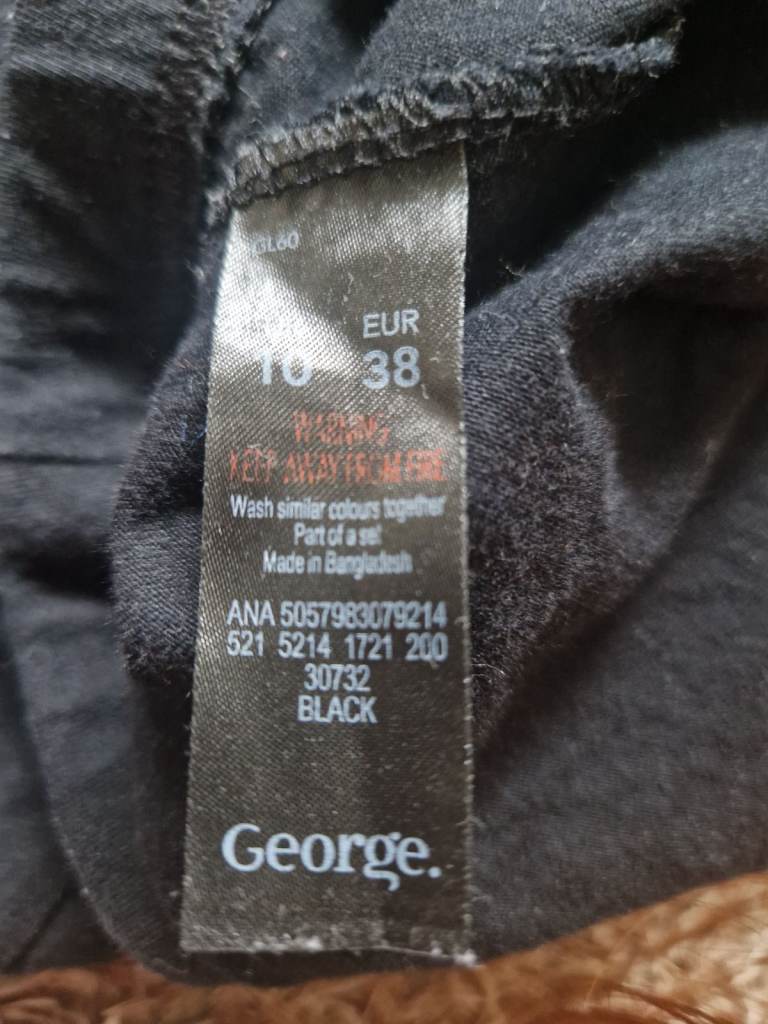 EUR
10 38
WARNING
KEEP AWAY FROM FIRE
Wash similar colours together
Part of a set
Made in Bangladesh
ANA 5057983079214
521 5214 1721 200
30732
BLACK
George.